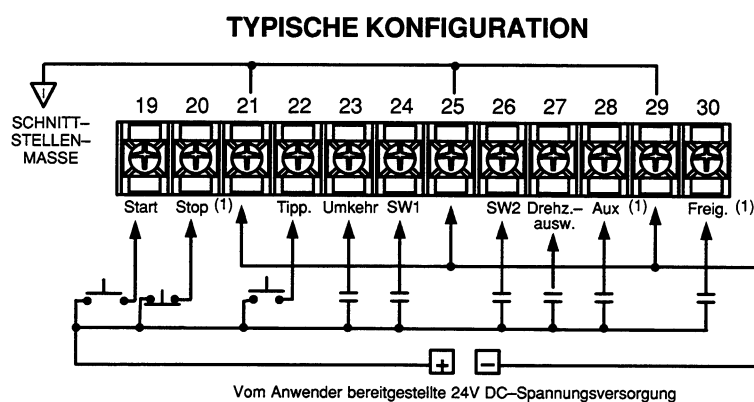 TYPISCHE KONFIGURATION
19 20 21 22 23 24 25 26 27 28 29 30
SCHNITT–
STELLEN–
MASSE
Start Stop (1) Tipp. Umkehr SW1 SW2 Drehz.– Aux (1) Freig. (1)
ausw.
+ –
Vom Anwender bereitgestellte 24V DC–Spannungsversorgung